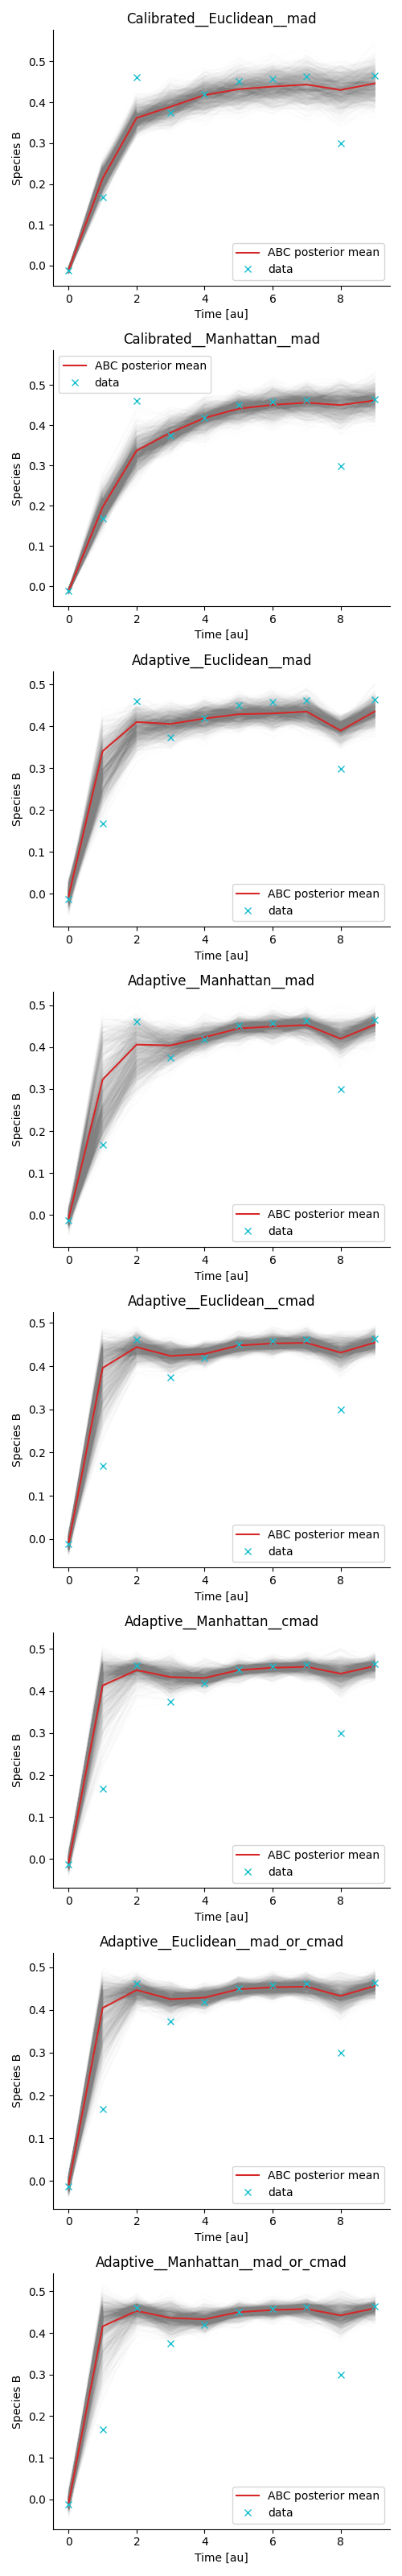 Calibrated__Euclidean__mad
0.5
0.4
0.3
0.2
0.1
0.0
Species B
ABC posterior mean
data
0 2 4 6 8
Time [au]
Calibrated__Manhattan__mad
ABC posterior mean
data
0.5
0.4
0.3
0.2
0.1
0.0
Species B
0 2 4 6 8
Time [au]
Adaptive__Euclidean__mad
0.5
0.4
0.3
0.2
0.1
0.0
Species B
ABC posterior mean
data
0 2 4 6 8
Time [au]
Adaptive__Manhattan__mad
0.5
0.4
0.3
0.2
0.1
0.0
Species B
ABC posterior mean
data
0 2 4 6 8
Time [au]
Adaptive__Euclidean__cmad
0.5
0.4
0.3
0.2
0.1
0.0
Species B
ABC posterior mean
data
0 2 4 6 8
Time [au]
Adaptive__Manhattan__cmad
0.5
0.4
0.3
0.2
0.1
0.0
Species B
ABC posterior mean
data
0 2 4 6 8
Time [au]
Adaptive__Euclidean__mad_or_cmad
0.5
0.4
0.3
0.2
0.1
0.0
Species B
ABC posterior mean
data
0 2 4 6 8
Time [au]
Adaptive__Manhattan__mad_or_cmad
0.5
0.4
0.3
0.2
0.1
0.0
Species B
ABC posterior mean
data
0 2 4 6 8
Time [au]